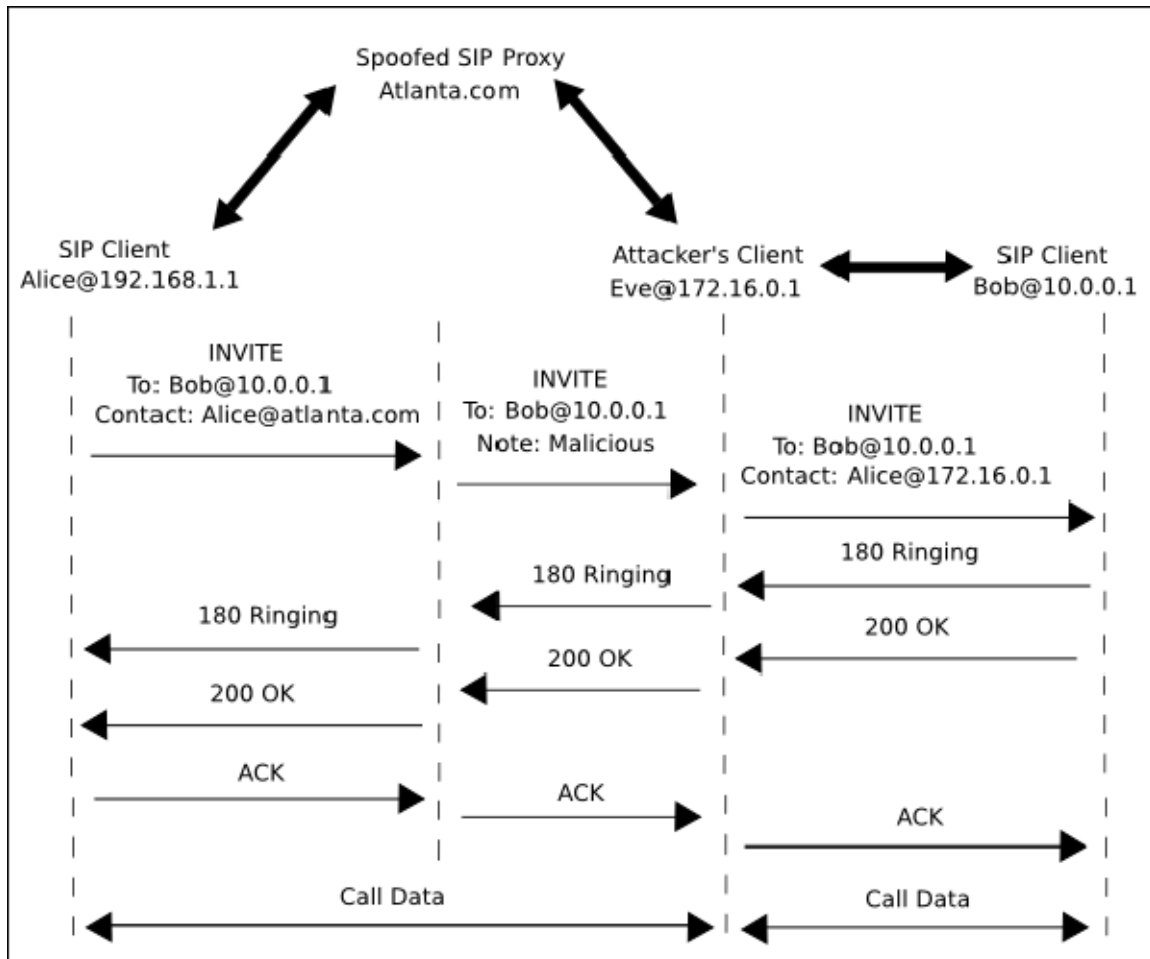 Spoofed SIP Proxy
Atlanta.com
SIP Client
Alice@192.168.1.1
Attacker's Client
Eve@172.16.0.1
SIP Client
Bob@10.0.0.1
INVITE
To: Bob@10.0.0.1
Contact: Alice@atlanta.com
INVITE
To: Bob@10.0.0.1
Note: Malicious
INVITE
To: Bob@10.0.0.1
Contact: Alice@172.16.0.1
180 Ringing
180 Ringing
180 Ringing
200 OK
200 OK
200 OK
ACK
ACK
ACK
Call Data
Call Data